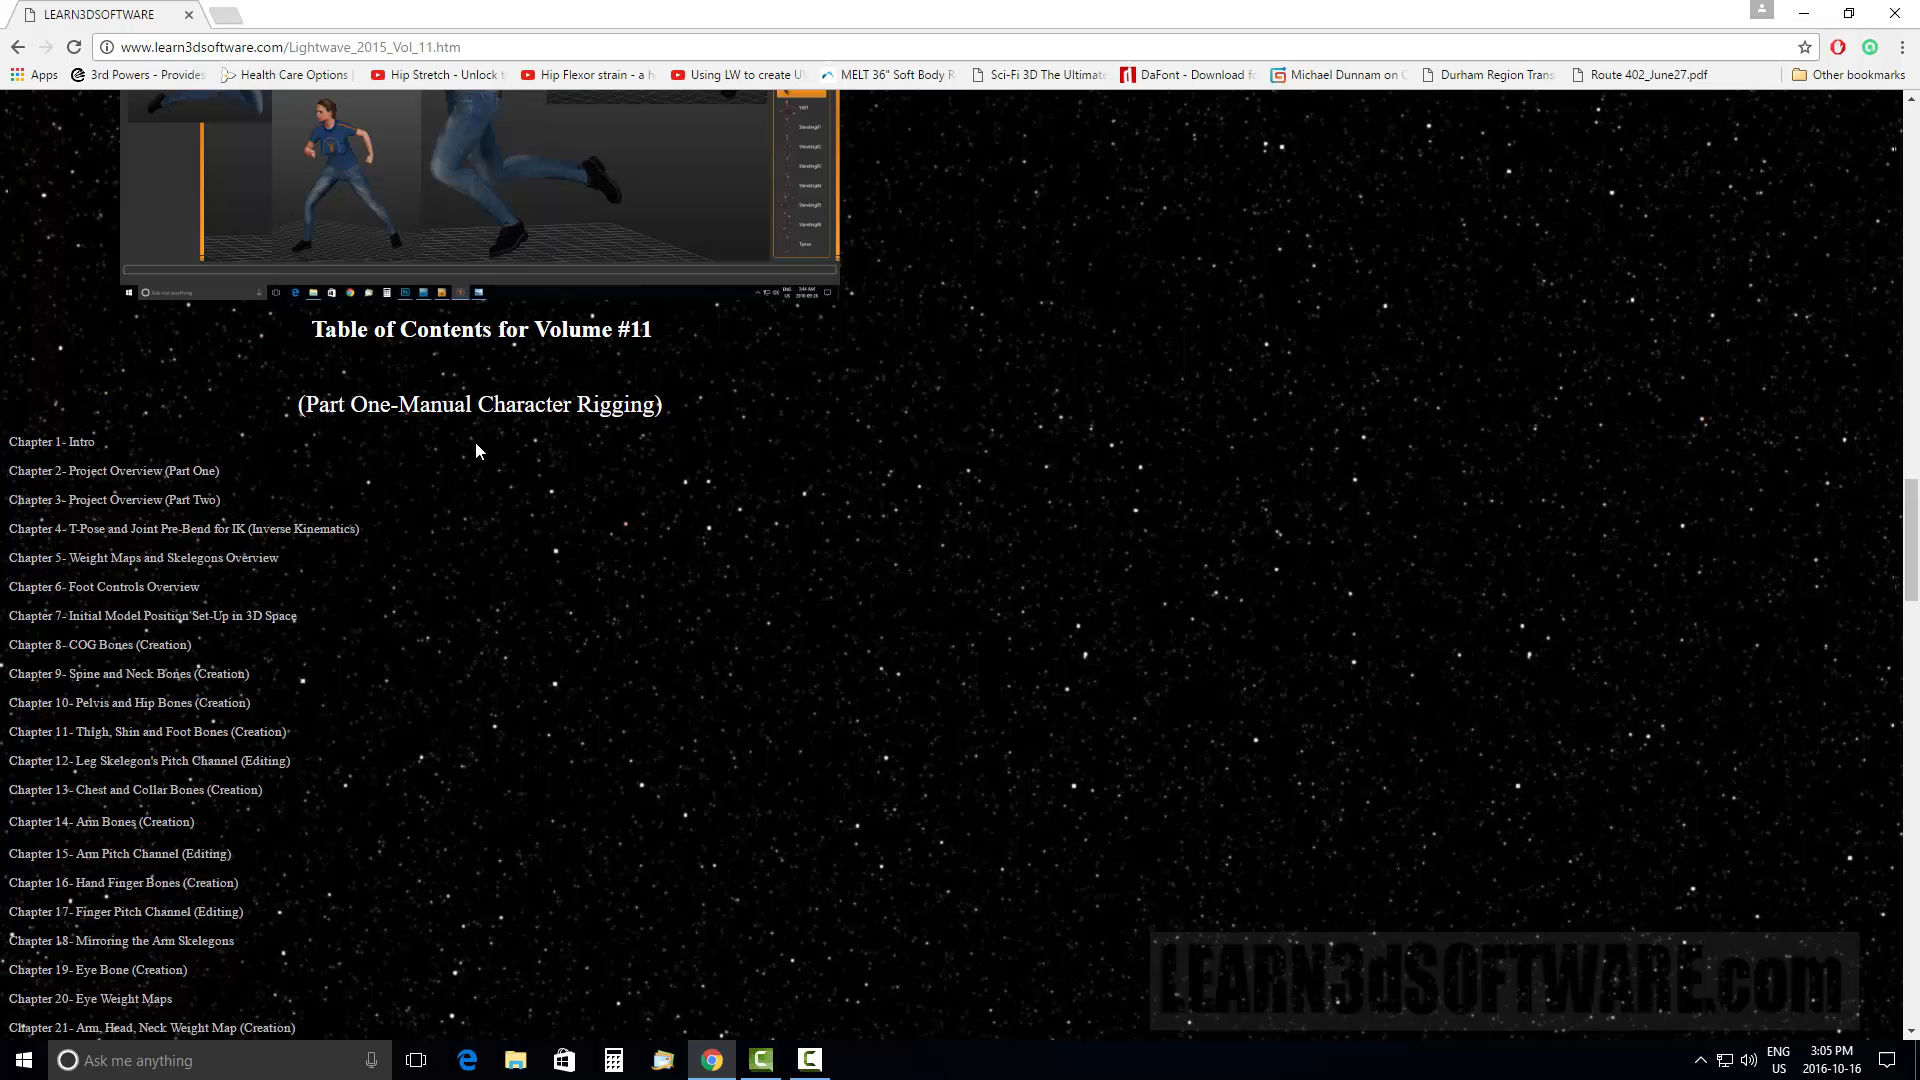 LEARN3DSOFTWARE
www.learn3dsoftware.com/Lightwave_2015_Vol_11.htm
Apps
3rd Powers - Provides
Health Care Options
Hip Stretch - Unlock t
Hip Flexor strain - a h
Using LW to create U
MELT 36" Soft Body R
Sci-Fi 3D The Ultimate
DaFont - Download fo
Michael Dunnam on
Durham Region Trans
Route 402_June27.pdf
Other bookmarks
Tpose
Ask me anything
Table of Contents for Volume #11
(Part One-Manual Character Rigging)
Chapter 1- Intro
Chapter 2- Project Overview (Part One)
Chapter 3- Project Overview (Part Two)
Chapter 4- T-Pose and Joint Pre-Bend for IK (Inverse Kinematics)
Chapter 5- Weight Maps and Skelegons Overview
Chapter 6- Foot Controls Overview
Chapter 7- Initial Model Position Set-Up in 3D Space
Chapter 8- COG Bones (Creation)
Chapter 9- Spine and Neck Bones (Creation)
Chapter 10- Pelvis and Hip Bones (Creation)
Chapter 11- Thigh, Shin and Foot Bones (Creation)
Chapter 12- Leg Skelegon's Pitch Channel (Editing)
Chapter 13- Chest and Collar Bones (Creation)
Chapter 14- Arm Bones (Creation)
Chapter 15- Arm Pitch Channel (Editing)
Chapter 16- Hand Finger Bones (Creation)
Chapter 17- Finger Pitch Channel (Editing)
Chapter 18- Mirroring the Arm Skelegons
Chapter 19- Eye Bone (Creation)
Chapter 20- Eye Weight Maps
Chapter 21- Arm, Head, Neck Weight Map (Creation)
LEARN3dSOFTWARE.com
Ask me anything
ENG
US
3:05 PM
2016-10-16